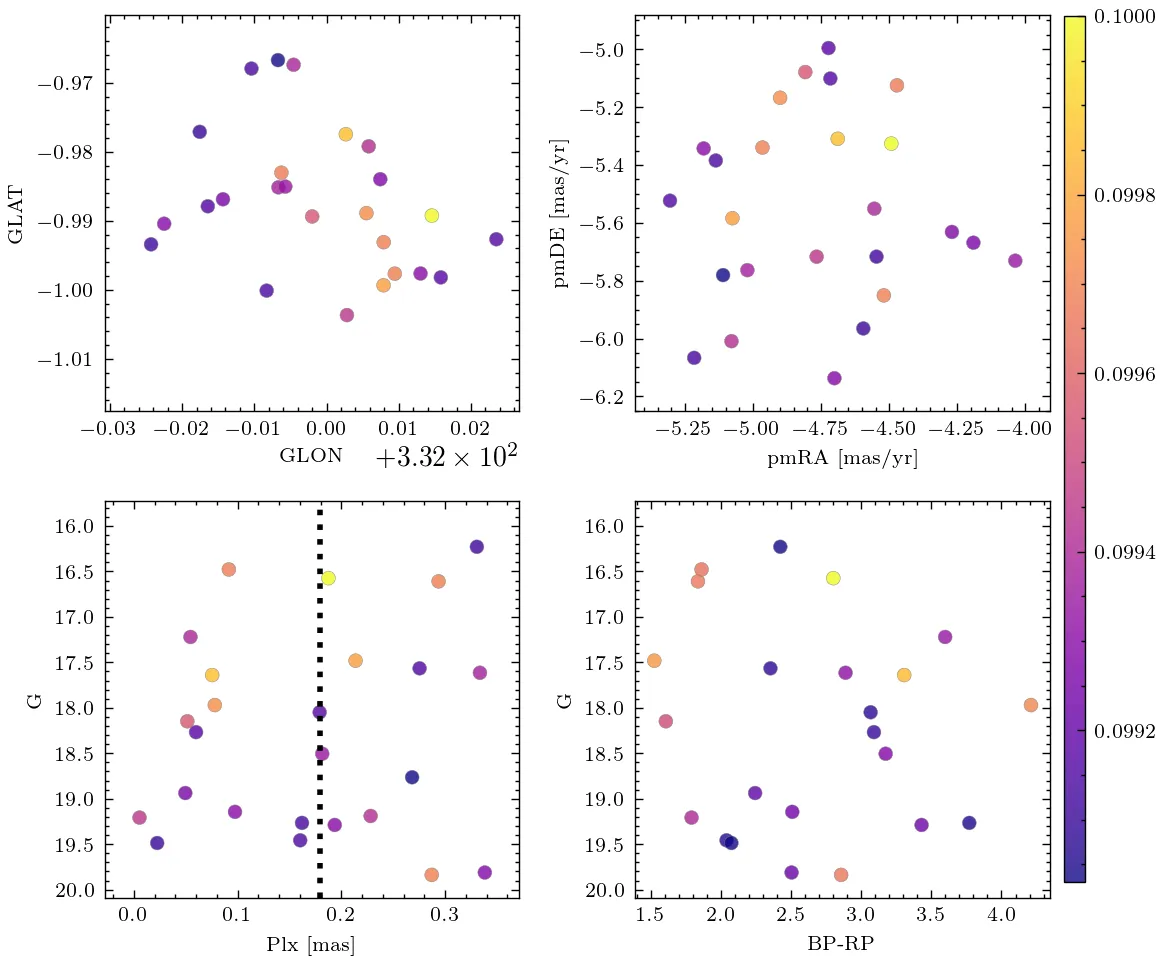 −0.97
−0.98
−0.99
−1.00
−1.01
GLAT
−0.03 −0.02 −0.01 0.00 0.01 0.02
GLON
+3.32 × 10²
−5.0
−5.2
−5.4
−5.6
−5.8
−6.0
−6.2
pmDE [mas/yr]
−5.25 −5.00 −4.75 −4.50 −4.25 −4.00
pmRA [mas/yr]
0.1000
0.0998
0.0996
0.0994
0.0992
16.0
16.5
17.0
17.5
18.0
18.5
19.0
19.5
20.0
G
0.0 0.1 0.2 0.3
Plx [mas]
16.0
16.5
17.0
17.5
18.0
18.5
19.0
19.5
20.0
G
1.5 2.0 2.5 3.0 3.5 4.0
BP-RP